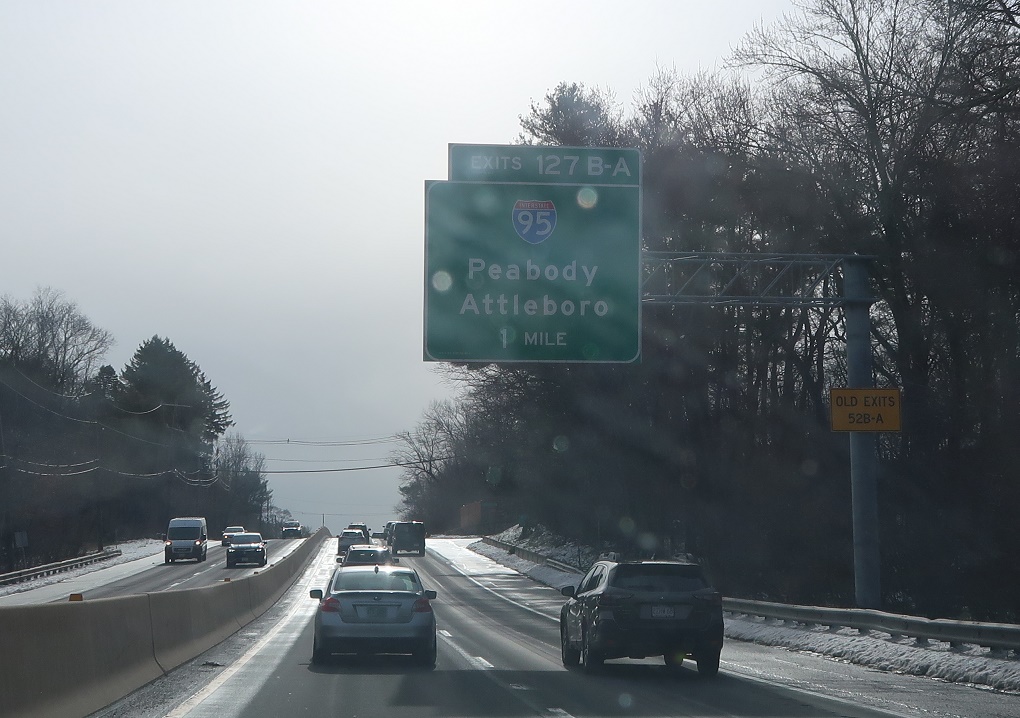 EXITS 127 B-A
INTERSTATE
95
Peabody
Attleboro
1 MILE
OLD EXITS
52B-A